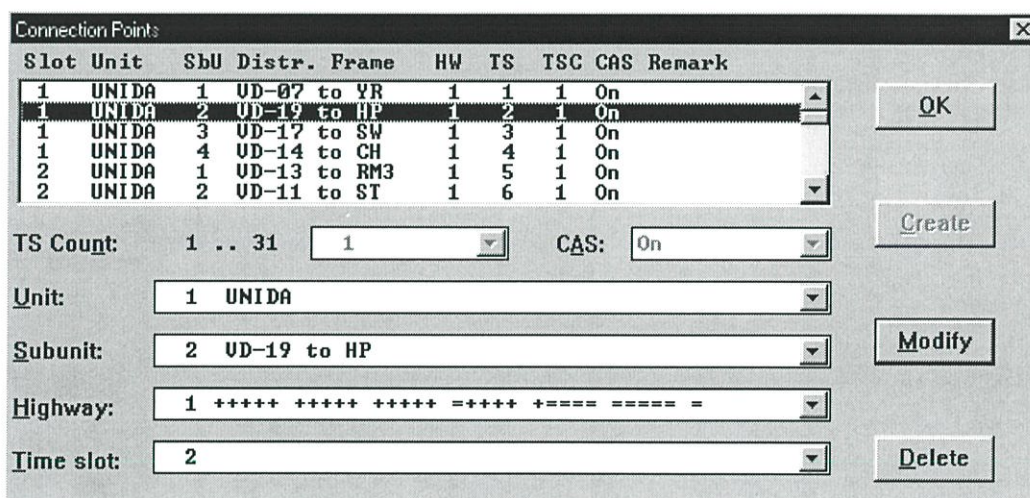 Connection Points
Slot Unit SbU Distr. Frame HW TS TSC CAS Remark
1 UNIDA 1 VD-07 to YR 1 1 1 On
1 UNIDA 2 VD-19 to HP 1 2 1 On
1 UNIDA 3 VD-17 to SW 1 3 1 On
1 UNIDA 4 VD-14 to CH 1 4 1 On
2 UNIDA 1 VD-13 to RM3 1 5 1 On
2 UNIDA 2 VD-11 to ST 1 6 1 On
OK
Create
TS Count: 1 .. 31 1 CAS: On
Unit: 1 UNIDA
Subunit: 2 VD-19 to HP
Modify
Highway: 1 +++++ +++++ +++++ =++++ +==== ===== =
Time slot: 2
Delete